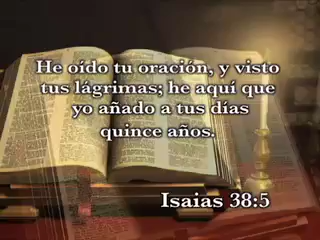 He oído tu oración, y visto
tus lágrimas; he aquí que
yo añado a tus días
quince años.
Isaias 38:5